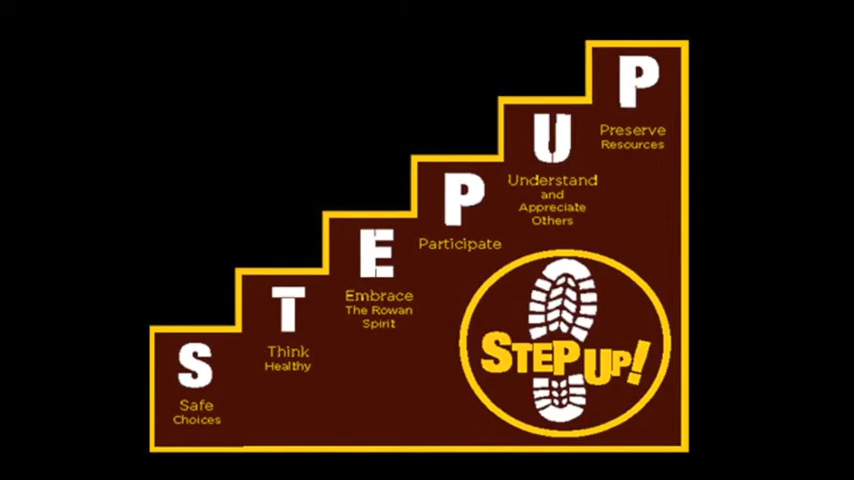 S
Safe
Choices
T
Think
Healthy
E
Embrace
The Rowan
Spirit
P
Participate
U
Understand
and
Appreciate
Others
P
Preserve
Resources
STEP UP!